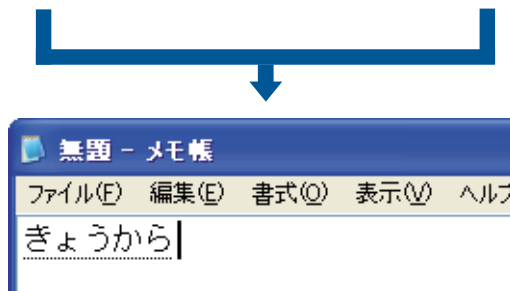 無題 - メモ帳
ファイル(F) 編集(E) 書式(O) 表示(V) ヘルプ
きょうから